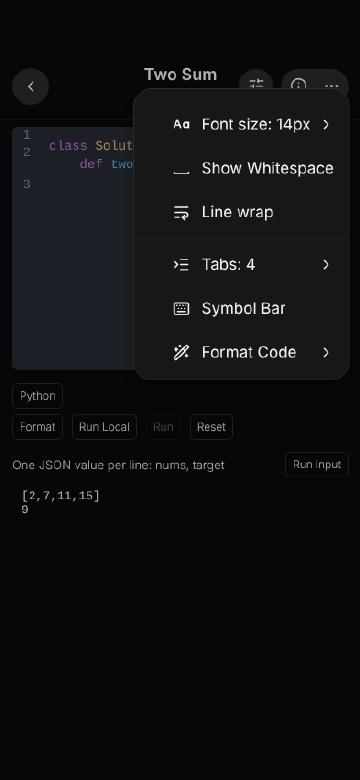 Two Sum
1
2
3
class Solut
def two
Aa Font size: 14px
Show Whitespace
Line wrap
Tabs: 4
Symbol Bar
Format Code
Python
Format Run Local Run Reset
One JSON value per line: nums, target Run input
[2,7,11,15]
9